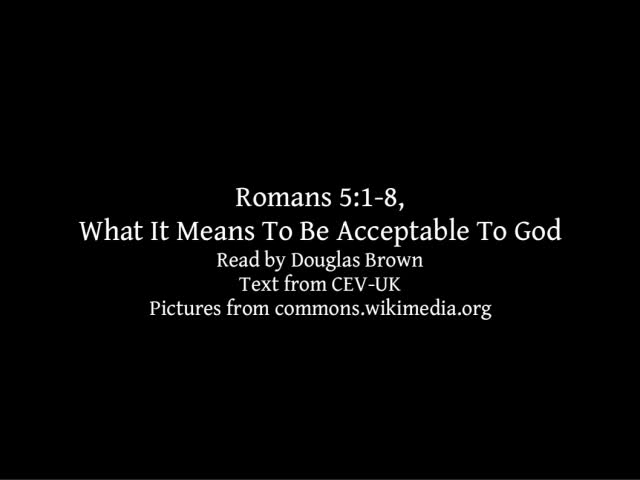 Romans 5:1-8,
What It Means To Be Acceptable To God
Read by Douglas Brown
Text from CEV-UK
Pictures from commons.wikimedia.org